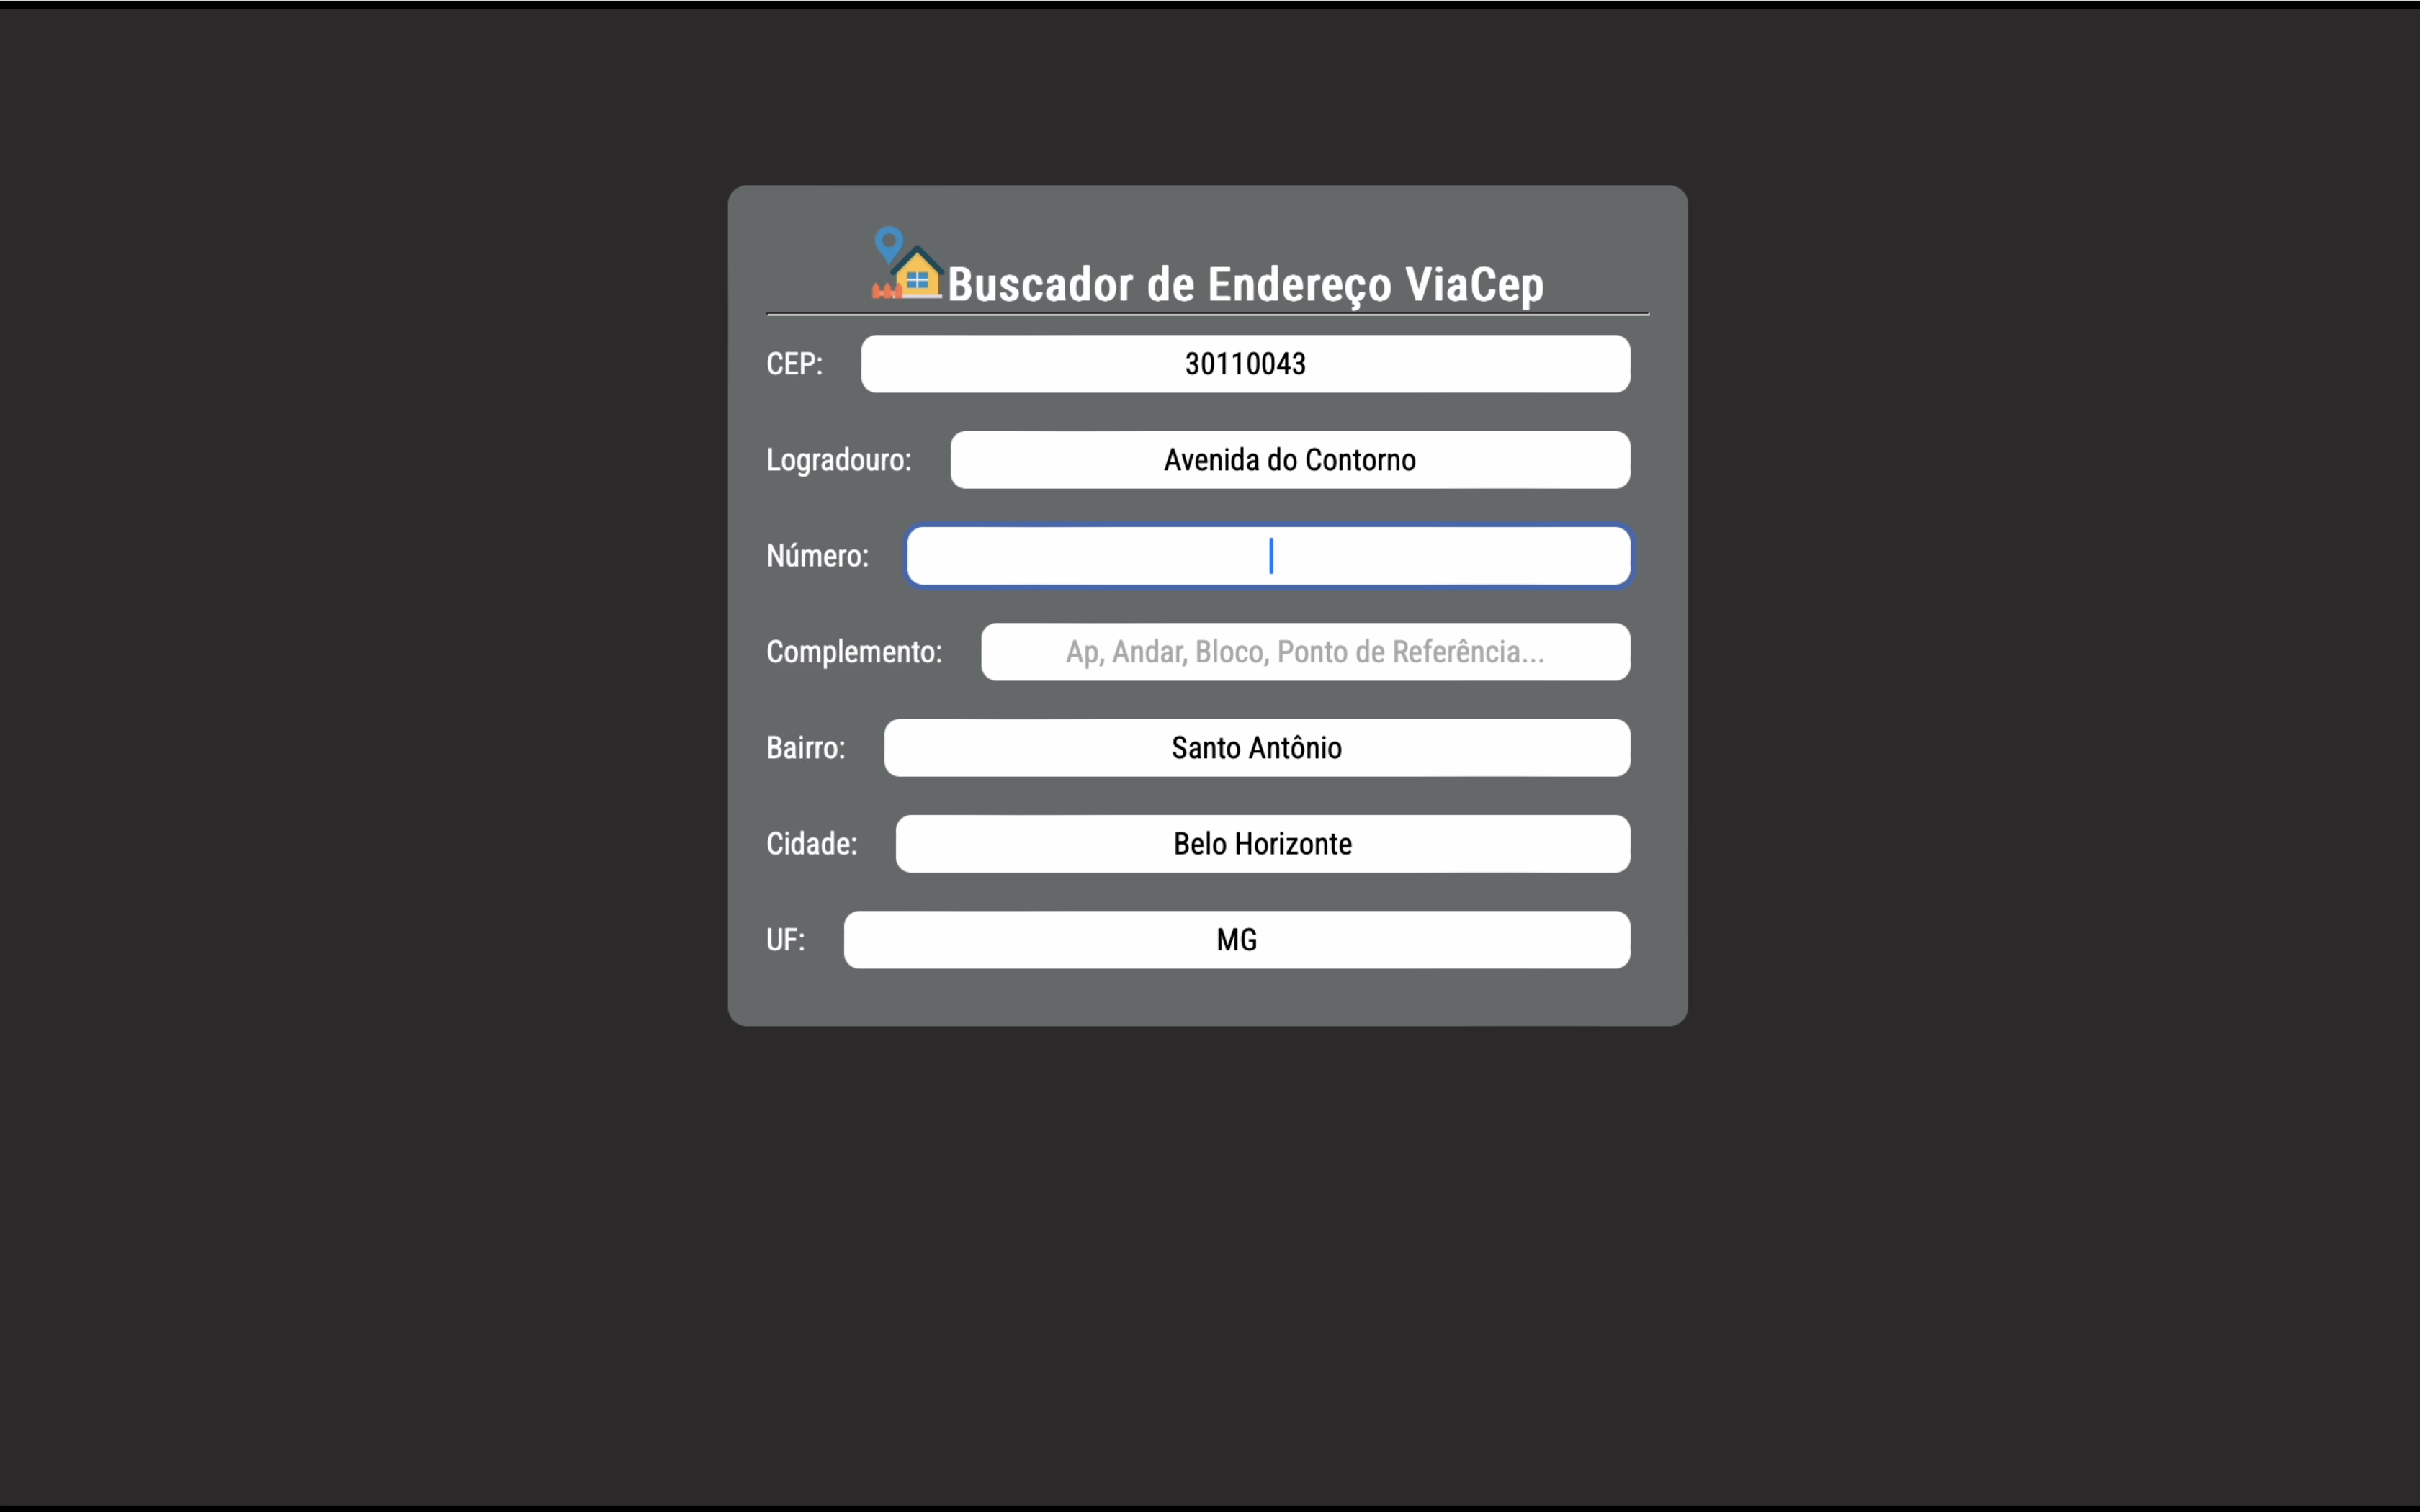 Buscador de Endereço ViaCep
CEP: 30110043
Logradouro: Avenida do Contorno
Número:
Complemento: Ap, Andar, Bloco, Ponto de Referência...
Bairro: Santo Antônio
Cidade: Belo Horizonte
UF: MG